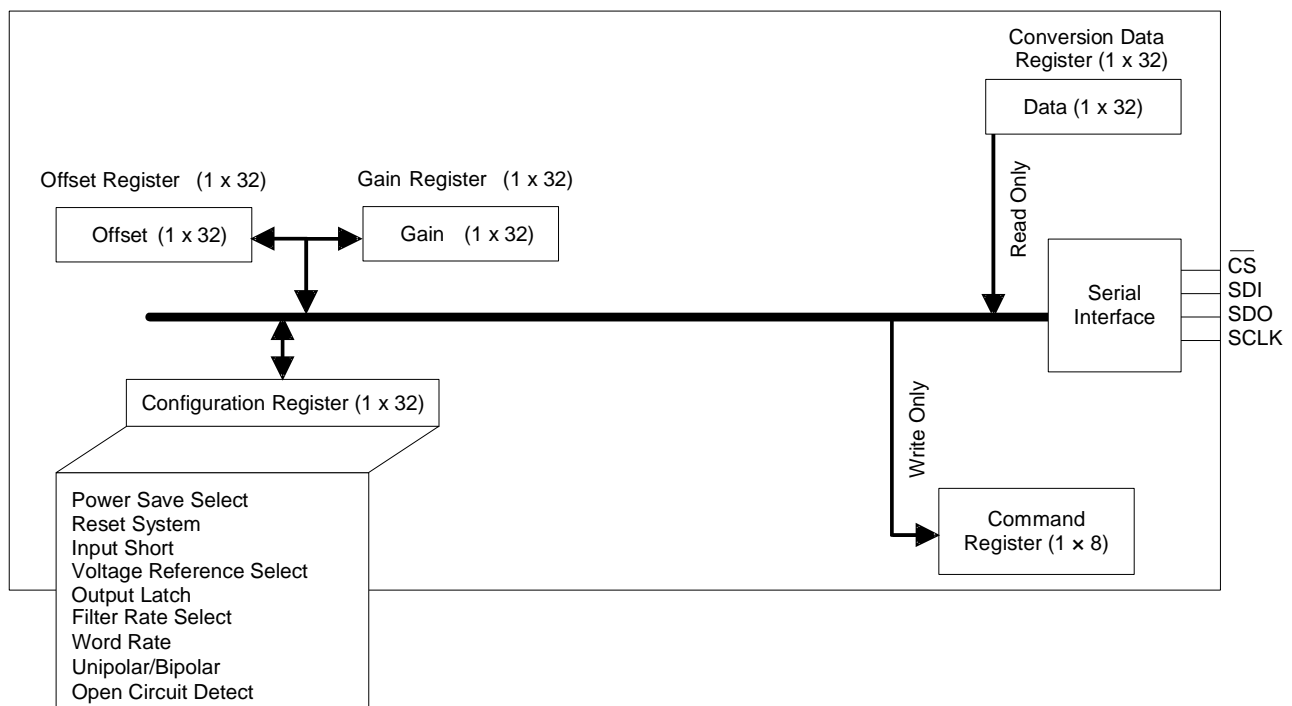 Conversion Data
Register (1 x 32)
Data (1 x 32)
Offset Register (1 x 32)
Gain Register (1 x 32)
Offset (1 x 32)
Gain (1 x 32)
Read Only
Serial
Interface
CS
SDI
SDO
SCLK
Configuration Register (1 x 32)
Write Only
Power Save Select
Reset System
Input Short
Voltage Reference Select
Output Latch
Filter Rate Select
Word Rate
Unipolar/Bipolar
Open Circuit Detect
Command
Register (1 × 8)